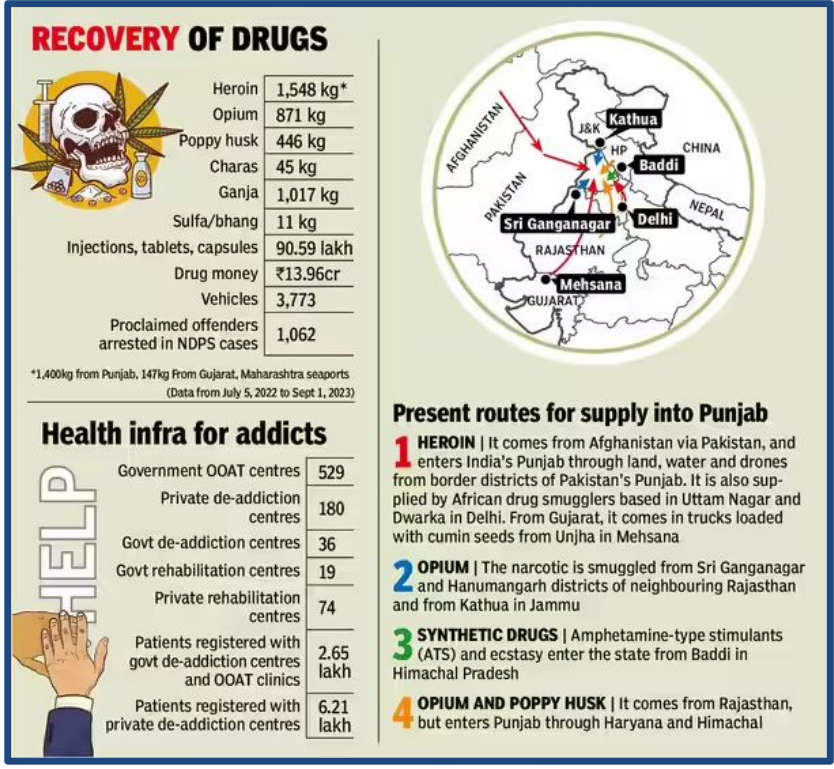 RECOVERY OF DRUGS
Heroin 1,548 kg*
Opium 871 kg
Poppy husk 446 kg
Charas 45 kg
Ganja 1,017 kg
Sulfa/bhang 11 kg
Injections, tablets, capsules 90.59 lakh
Drug money ₹13.96cr
Vehicles 3,773
Proclaimed offenders
arrested in NDPS cases 1,062
*1,400kg from Punjab, 147kg From Gujarat, Maharashtra seaports
(Data from July 5, 2022 to Sept 1, 2023)
Health infra for addicts
HELP
Government OOAT centres 529
Private de-addiction
centres 180
Govt de-addiction centres 36
Govt rehabilitation centres 19
Private rehabilitation
centres 74
Patients registered with
govt de-addiction centres
and OOAT clinics 2.65
lakh
Patients registered with
private de-addiction centres 6.21
lakh
AFGHANISTAN
PAKISTAN
J&K
Kathua
HP
Baddi
CHINA
NEPAL
Delhi
Sri Ganganagar
RAJASTHAN
Mehsana
GUJARAT
Present routes for supply into Punjab
1 HEROIN | It comes from Afghanistan via Pakistan, and
enters India's Punjab through land, water and drones
from border districts of Pakistan's Punjab. It is also sup-
plied by African drug smugglers based in Uttam Nagar and
Dwarka in Delhi. From Gujarat, it comes in trucks loaded
with cumin seeds from Unjha in Mehsana
2 OPIUM | The narcotic is smuggled from Sri Ganganagar
and Hanumangarh districts of neighbouring Rajasthan
and from Kathua in Jammu
3 SYNTHETIC DRUGS | Amphetamine-type stimulants
(ATS) and ecstasy enter the state from Baddi in
Himachal Pradesh
4 OPIUM AND POPPY HUSK | It comes from Rajasthan,
but enters Punjab through Haryana and Himachal